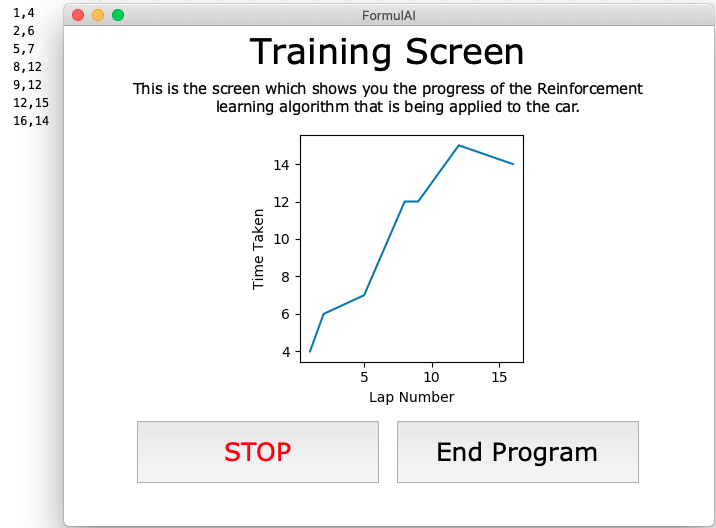 1,4
2,6
5,7
8,12
9,12
12,15
16,14
FormulAI
Training Screen
This is the screen which shows you the progress of the Reinforcement
learning algorithm that is being applied to the car.
14
12
10
8
6
4
Time Taken
5 10 15
Lap Number
STOP End Program